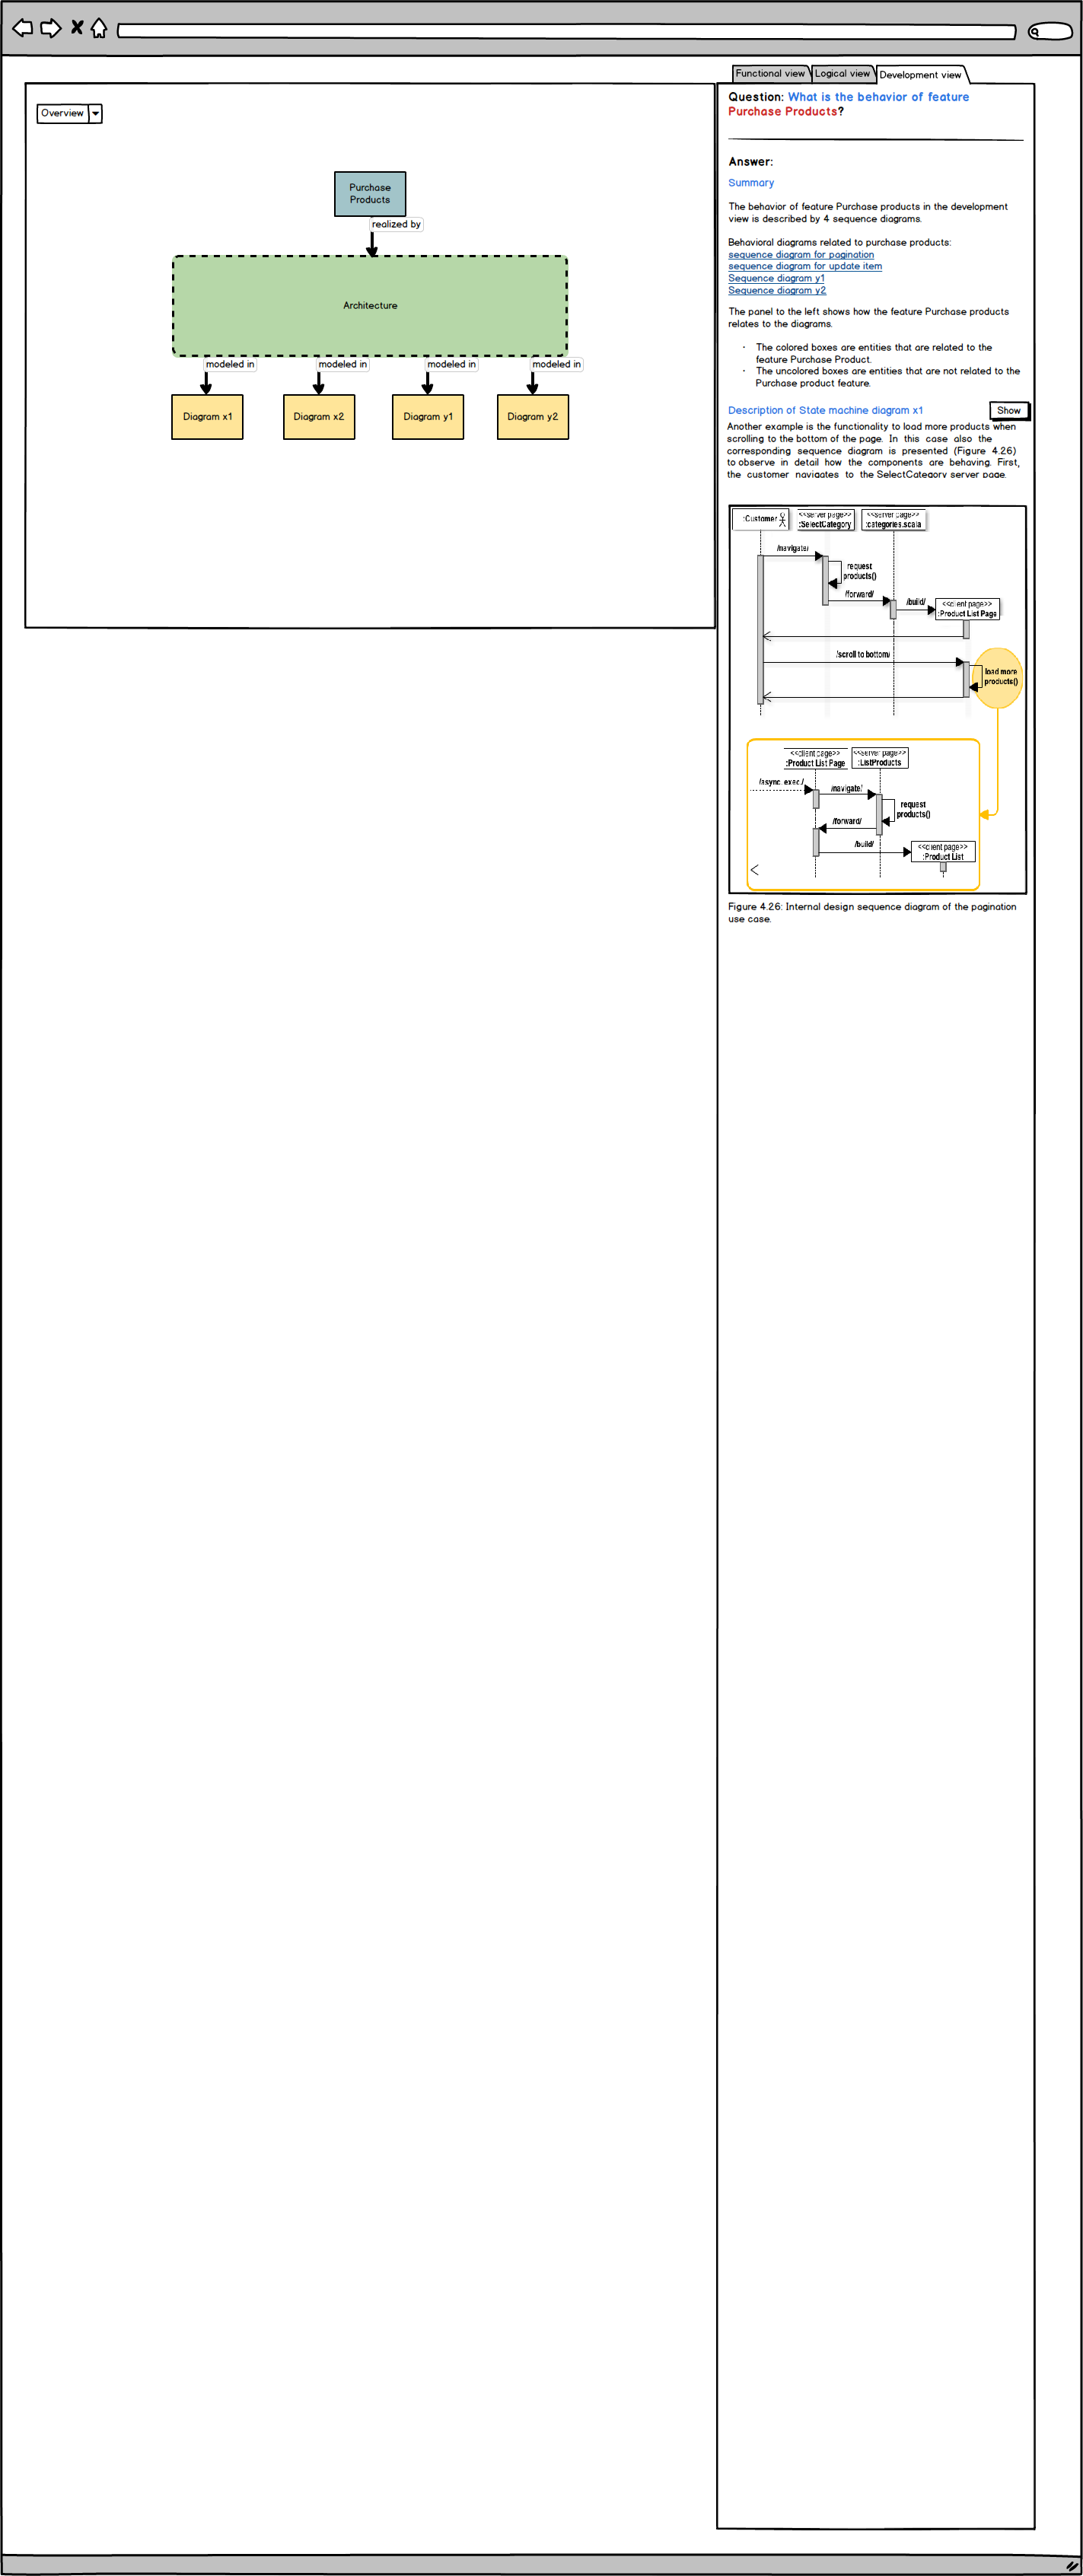 Functional view
Logical view
Development view
Overview
Purchase
Products
realized by
Architecture
modeled in
modeled in
modeled in
modeled in
Diagram x1
Diagram x2
Diagram y1
Diagram y2
Question: What is the behavior of feature
Purchase Products?
Answer:
Summary
The behavior of feature Purchase products in the development
view is described by 4 sequence diagrams.
Behavioral diagrams related to purchase products:
sequence diagram for pagination
sequence diagram for update item
Sequence diagram y1
Sequence diagram y2
The panel to the left shows how the feature Purchase products
relates to the diagrams.
· The colored boxes are entities that are related to the
feature Purchase Product.
· The uncolored boxes are entities that are not related to the
Purchase product feature.
Description of State machine diagram x1
Show
Another example is the functionality to load more products when
scrolling to the bottom of the page. In this case also the
corresponding sequence diagram is presented (Figure 4.26)
to observe in detail how the components are behaving. First,
the customer navigates to the SelectCategory server page.
:Customer
<<server page>>
:SelectCategory
<<server page>>
:categories.scala
/navigate/
request
products()
/forward/
/build/
<<client page>>
:Product List Page
/scroll to bottom/
load more
products()
<<client page>>
:Product List Page
<<server page>>
:ListProducts
/async. exec./
/navigate/
request
products()
/forward/
/build/
<<client page>>
:Product List
Figure 4.26: Internal design sequence diagram of the pagination
use case.